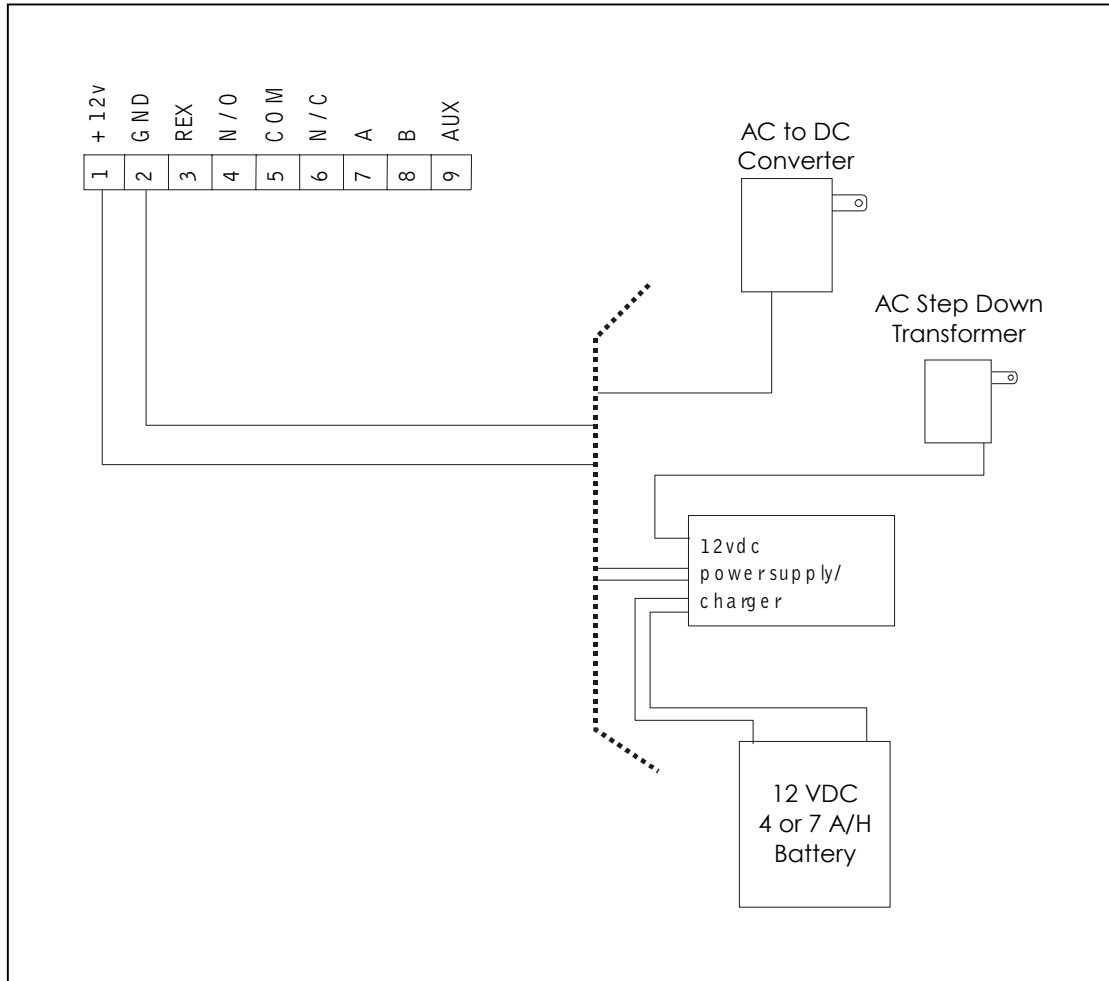 +12v
GND
REX
N/O
COM
N/C
A
B
AUX
1
2
3
4
5
6
7
8
9
AC to DC
Converter
AC Step Down
Transformer
12vdc
powersupply/
charger
12 VDC
4 or 7 A/H
Battery